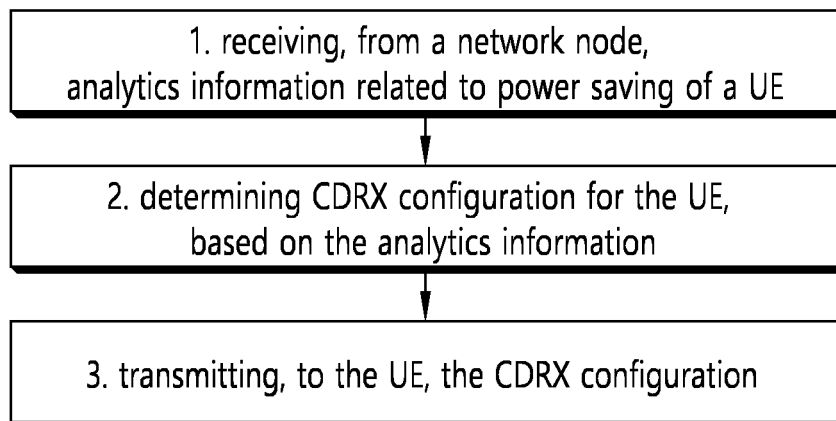 1. receiving, from a network node,
analytics information related to power saving of a UE
2. determining CDRX configuration for the UE,
based on the analytics information
3. transmitting, to the UE, the CDRX configuration